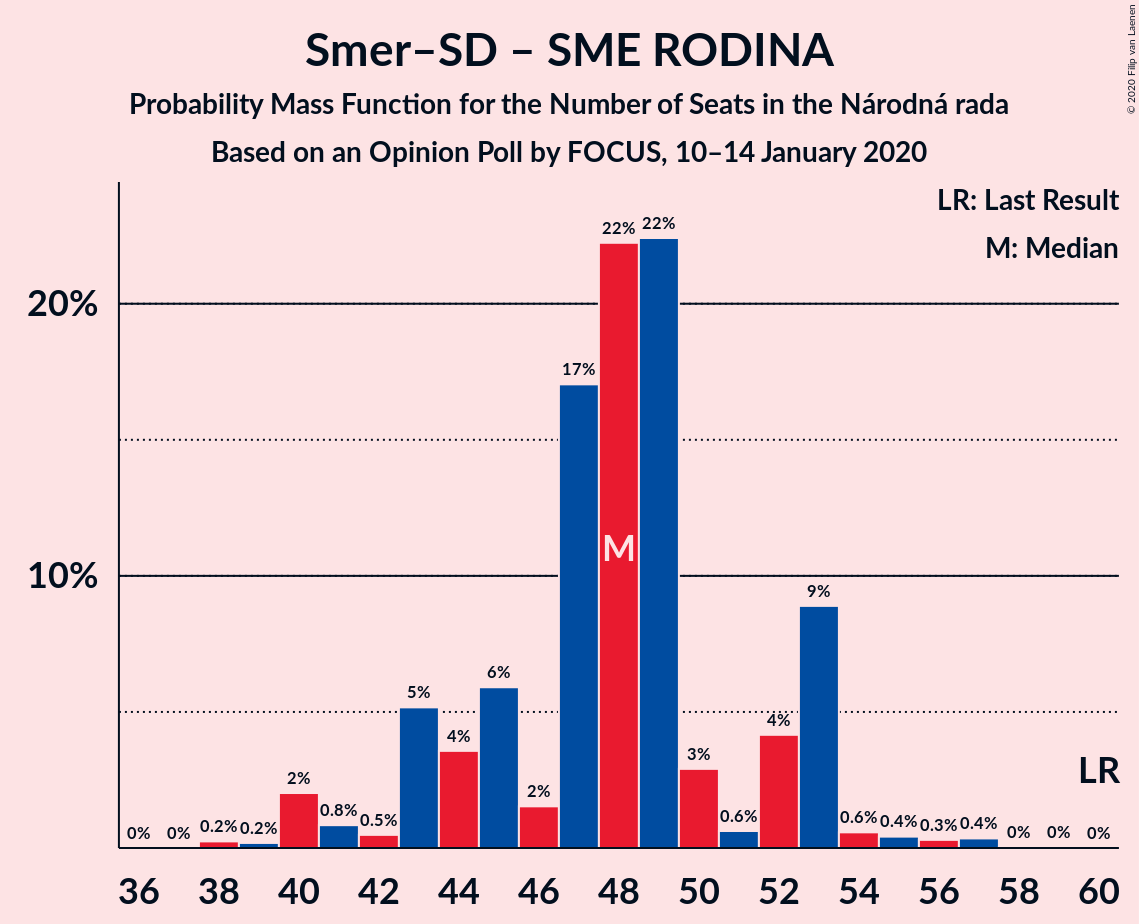 Smer–SD – SME RODINA
Probability Mass Function for the Number of Seats in the Národná rada
Based on an Opinion Poll by FOCUS, 10–14 January 2020
© 2020 Filip van Laenen
LR: Last Result
M: Median
20%
10%
0% 0% 0.2% 0.2% 2% 0.8% 0.5% 5% 4% 6% 2% 17% 22% 22% 3% 0.6% 4% 9% 0.6% 0.4% 0.3% 0.4% 0% 0% 0%
M
LR
36 38 40 42 44 46 48 50 52 54 56 58 60